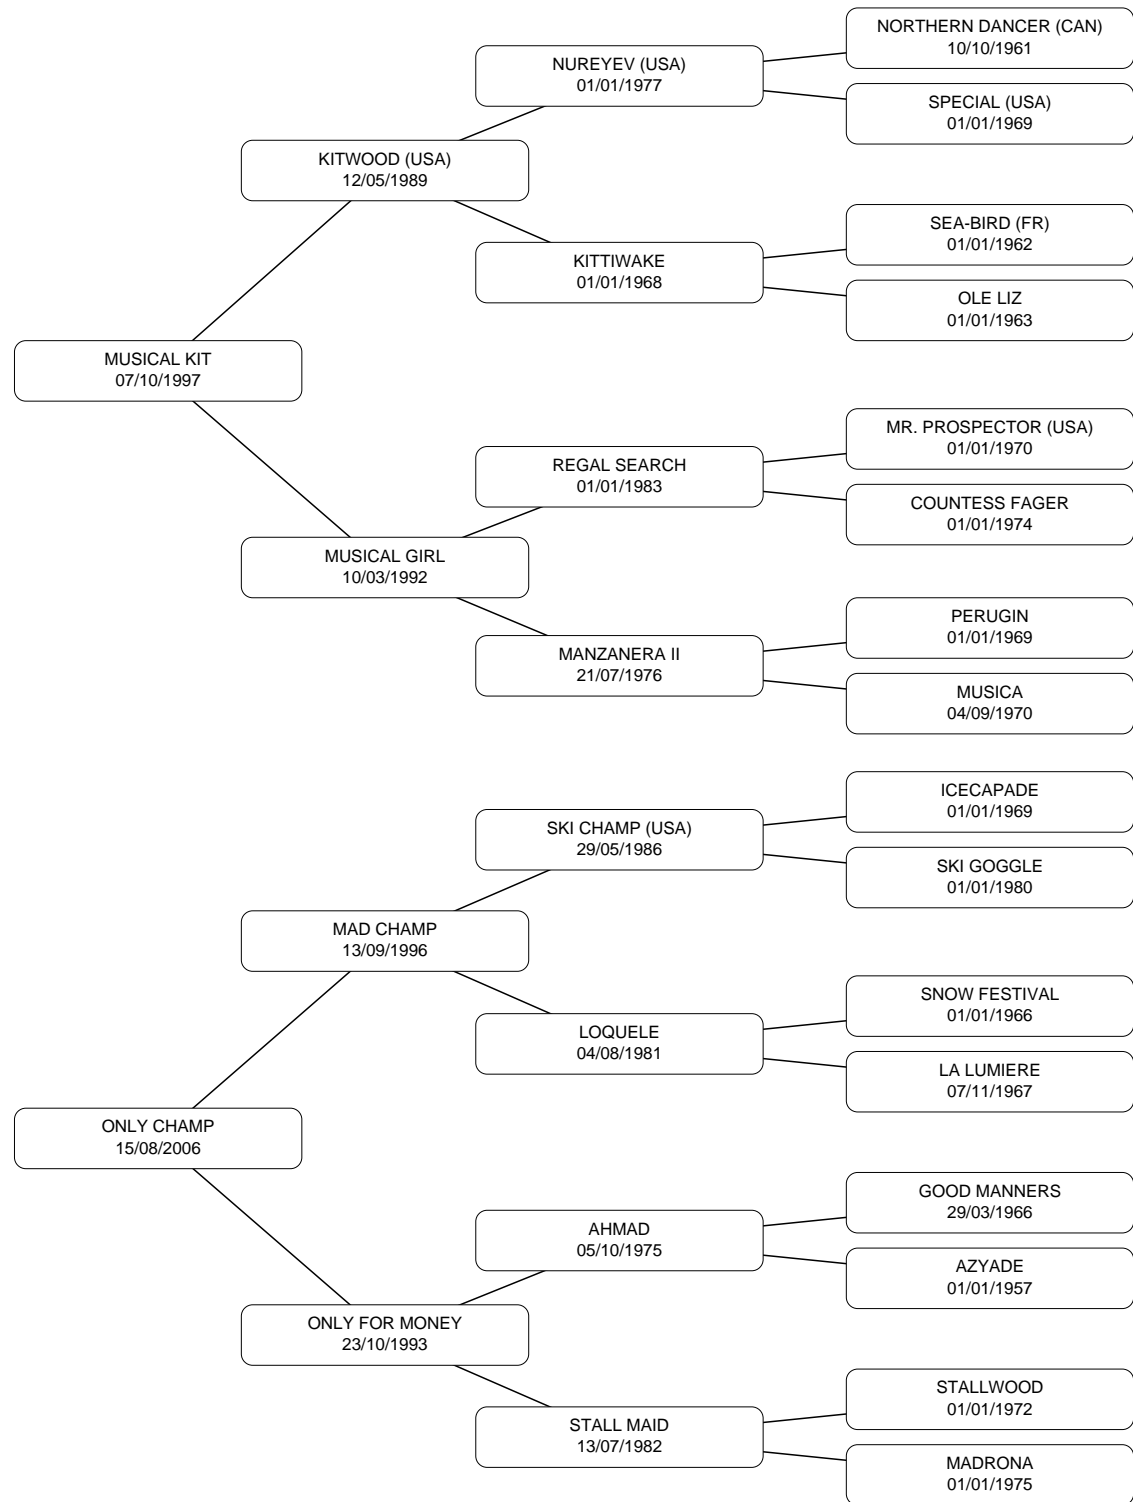 NORTHERN DANCER (CAN)
10/10/1961
NUREYEV (USA)
01/01/1977
SPECIAL (USA)
01/01/1969
KITWOOD (USA)
12/05/1989
SEA-BIRD (FR)
01/01/1962
KITTIWAKE
01/01/1968
OLE LIZ
01/01/1963
MUSICAL KIT
07/10/1997
MR. PROSPECTOR (USA)
01/01/1970
REGAL SEARCH
01/01/1983
COUNTESS FAGER
01/01/1974
MUSICAL GIRL
10/03/1992
PERUGIN
01/01/1969
MANZANERA II
21/07/1976
MUSICA
04/09/1970
ICECAPADE
01/01/1969
SKI CHAMP (USA)
29/05/1986
SKI GOGGLE
01/01/1980
MAD CHAMP
13/09/1996
SNOW FESTIVAL
01/01/1966
LOQUELE
04/08/1981
LA LUMIERE
07/11/1967
ONLY CHAMP
15/08/2006
GOOD MANNERS
29/03/1966
AHMAD
05/10/1975
AZYADE
01/01/1957
ONLY FOR MONEY
23/10/1993
STALLWOOD
01/01/1972
STALL MAID
13/07/1982
MADRONA
01/01/1975